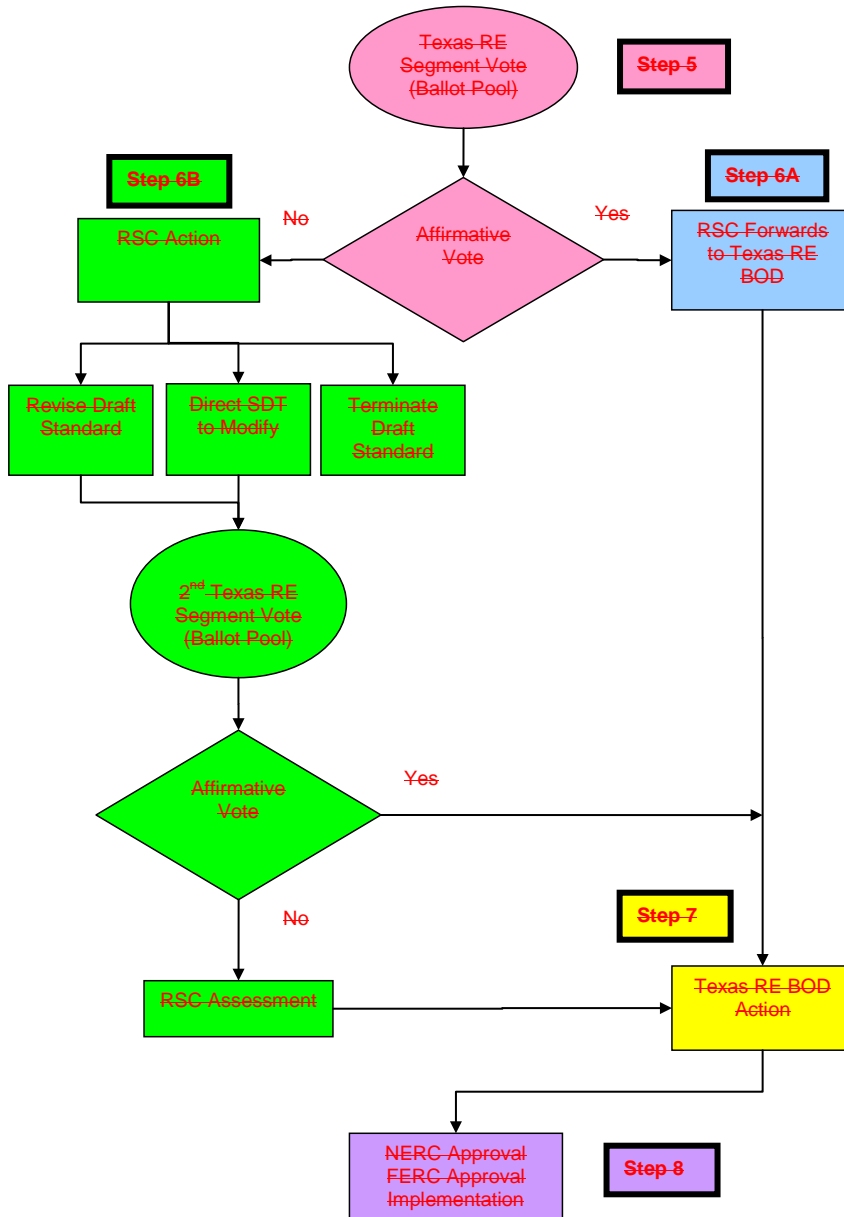 Texas RE
Segment Vote
(Ballot Pool)
Step 5
Step 6B
Step 6A
RSC Action
No
Affirmative
Vote
Yes
RSC Forwards
to Texas RE
BOD
Revise Draft
Standard
Direct SDT
to Modify
Terminate
Draft
Standard
2nd Texas RE
Segment Vote
(Ballot Pool)
Affirmative
Vote
Yes
No
Step 7
RSC Assessment
Texas RE BOD
Action
NERC Approval
FERC Approval
Implementation
Step 8